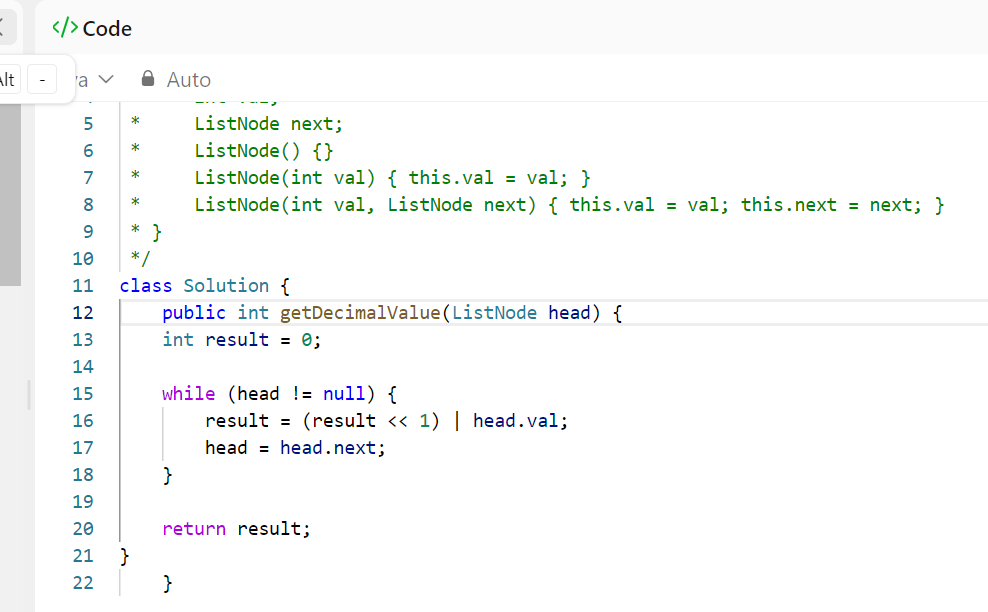 </> Code
Alt - va Auto
5 * ListNode next;
6 * ListNode() {}
7 * ListNode(int val) { this.val = val; }
8 * ListNode(int val, ListNode next) { this.val = val; this.next = next; }
9 * }
10 */
11 class Solution {
12 public int getDecimalValue(ListNode head) {
13 int result = 0;
14
15 while (head != null) {
16 result = (result << 1) | head.val;
17 head = head.next;
18 }
19
20 return result;
21 }
22 }